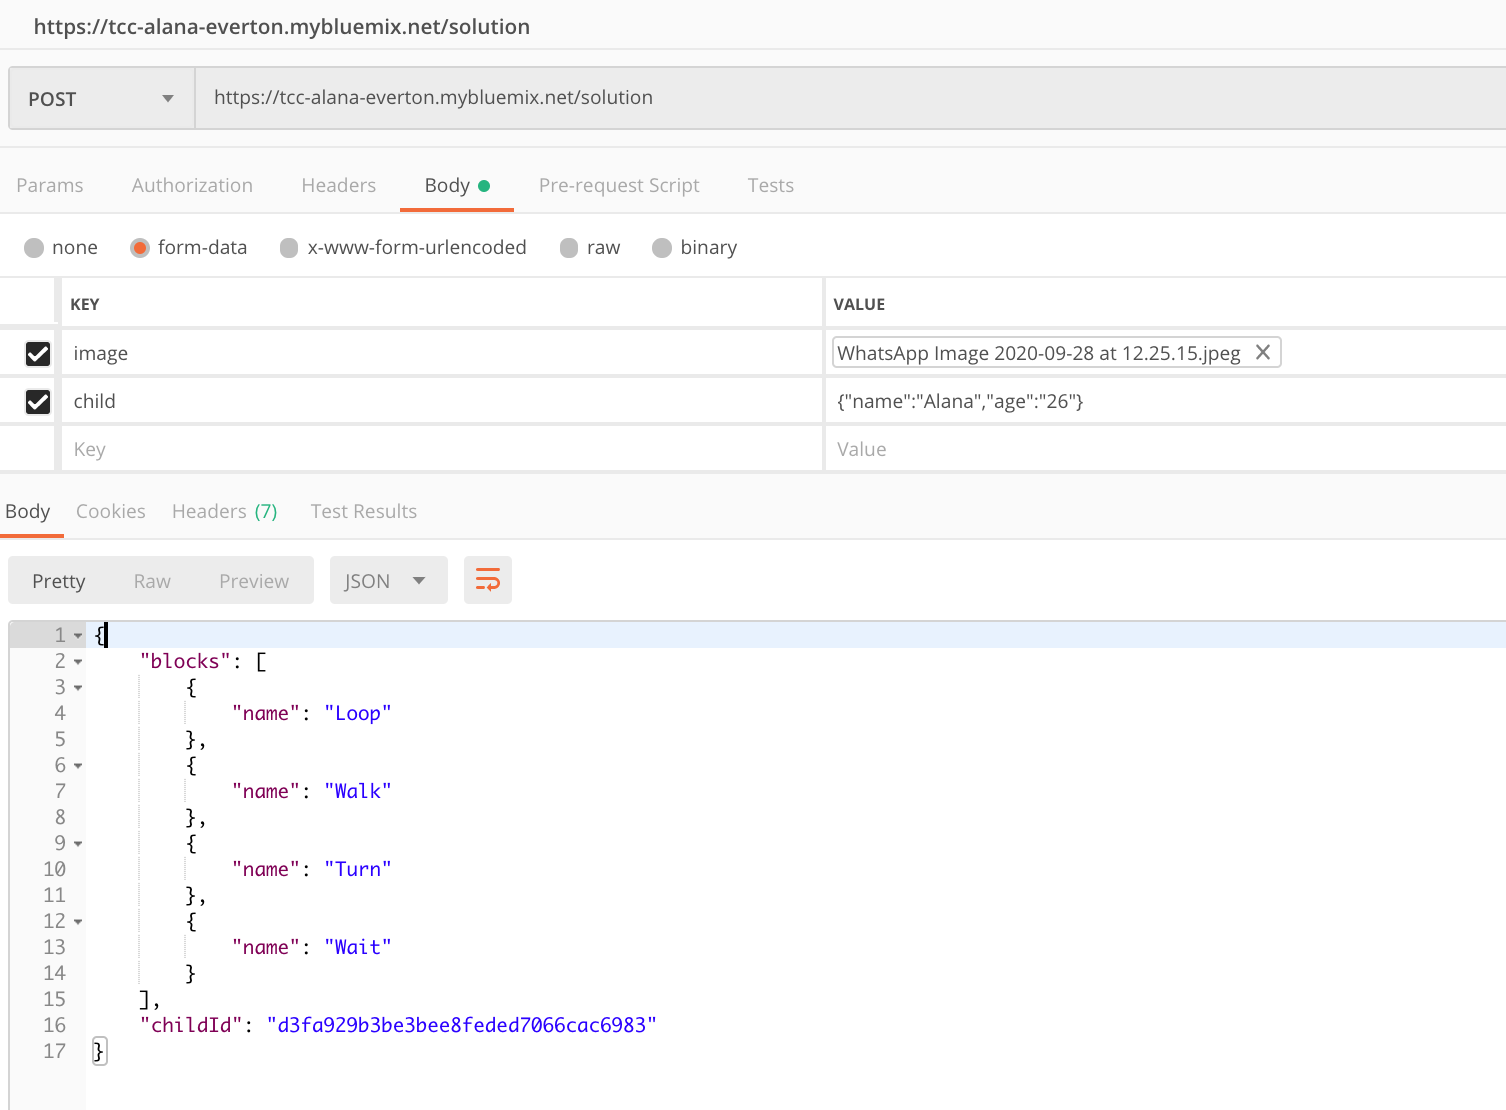 https://tcc-alana-everton.mybluemix.net/solution
POST https://tcc-alana-everton.mybluemix.net/solution
Params Authorization Headers Body Pre-request Script Tests
none form-data x-www-form-urlencoded raw binary
KEY VALUE
image WhatsApp Image 2020-09-28 at 12.25.15.jpeg X
child {"name":"Alana","age":"26"}
Key Value
Body Cookies Headers (7) Test Results
Pretty Raw Preview JSON
1 {
2 "blocks": [
3 {
4 "name": "Loop"
5 },
6 {
7 "name": "Walk"
8 },
9 {
10 "name": "Turn"
11 },
12 {
13 "name": "Wait"
14 }
15 ],
16 "childId": "d3fa929b3be3bee8feded7066cac6983"
17 }